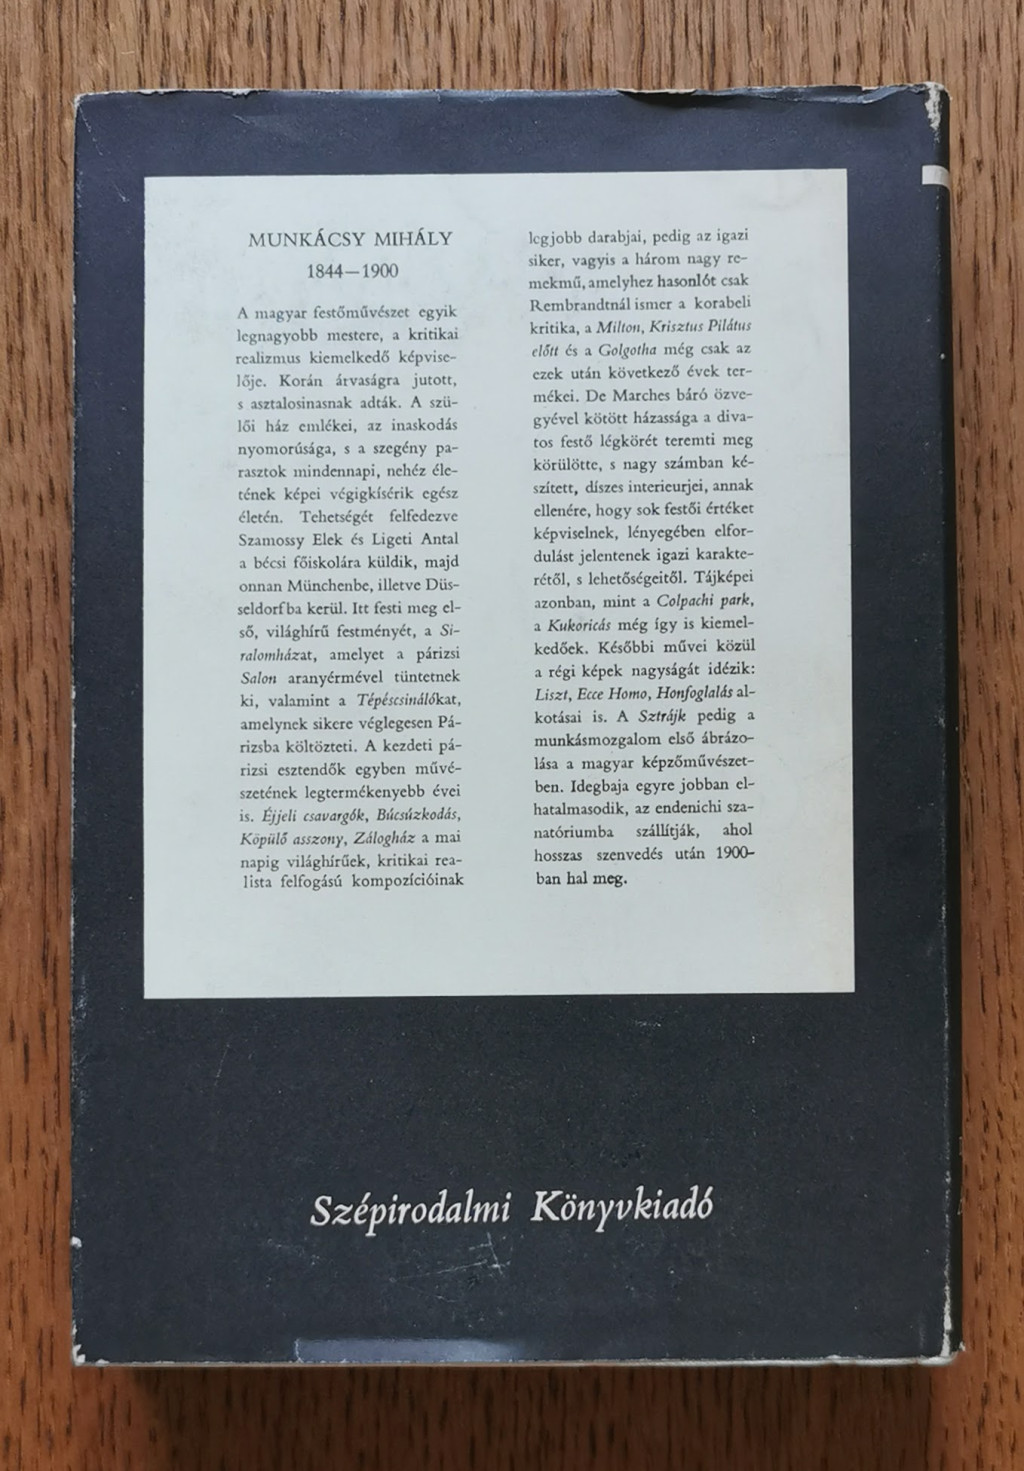 MUNKÁCSY MIHÁLY
1844—1900
A magyar festőművészet egyik
legnagyobb mestere, a kritikai
realizmus kiemelkedő képvise-
lője. Korán árvaságra jutott,
s asztalosinasnak adták. A szü-
lői ház emlékei, az inaskodás
nyomorúsága, s a szegény pa-
rasztok mindennapi, nehéz éle-
tének képei végigkísérik egész
életén. Tehetségét felfedezve
Szamossy Elek és Ligeti Antal
a bécsi főiskolára küldik, majd
onnan Münchenbe, illetve Düs-
seldorfba kerül. Itt festi meg el-
ső, világhírű festményét, a Si-
ralomházat, amelyet a párizsi
Salon aranyérmével tüntetnek
ki, valamint a Tépéscsinálókat,
amelynek sikere véglegesen Pá-
rizsba költözteti. A kezdeti pá-
rizsi esztendők egyben művé-
szetének legtermékenyebb évei
is. Éjjeli csavargók, Búcsúzkodás,
Köpülő asszony, Zálogház a mai
napig világhírűek, kritikai rea-
lista felfogású kompozícióinak
legjobb darabjai, pedig az igazi
siker, vagyis a három nagy re-
mekmű, amelyhez hasonlót csak
Rembrandtnál ismer a korabeli
kritika, a Milton, Krisztus Pilátus
előtt és a Golgotha még csak az
ezek után következő évek ter-
mékei. De Marches báró özve-
gyével kötött házassága a diva-
tos festő légkörét teremti meg
körülötte, s nagy számban ké-
szített, díszes interieurjei, annak
ellenére, hogy sok festői értéket
képviselnek, lényegében elfor-
dulást jelentenek igazi karakte-
rétől, s lehetőségeitől. Tájképei
azonban, mint a Colpachi park,
a Kukoricás még így is kiemel-
kedőek. Későbbi művei közül
a régi képek nagyságát idézik:
Liszt, Ecce Homo, Honfoglalás al-
kotásai is. A Sztrájk pedig a
munkásmozgalom első ábrázo-
lása a magyar képzőművészet-
ben. Idegbaja egyre jobban el-
hatalmasodik, az endenichi sza-
natóriumba szállítják, ahol
hosszas szenvedés után 1900-
ban hal meg.
Szépirodalmi Könyvkiadó